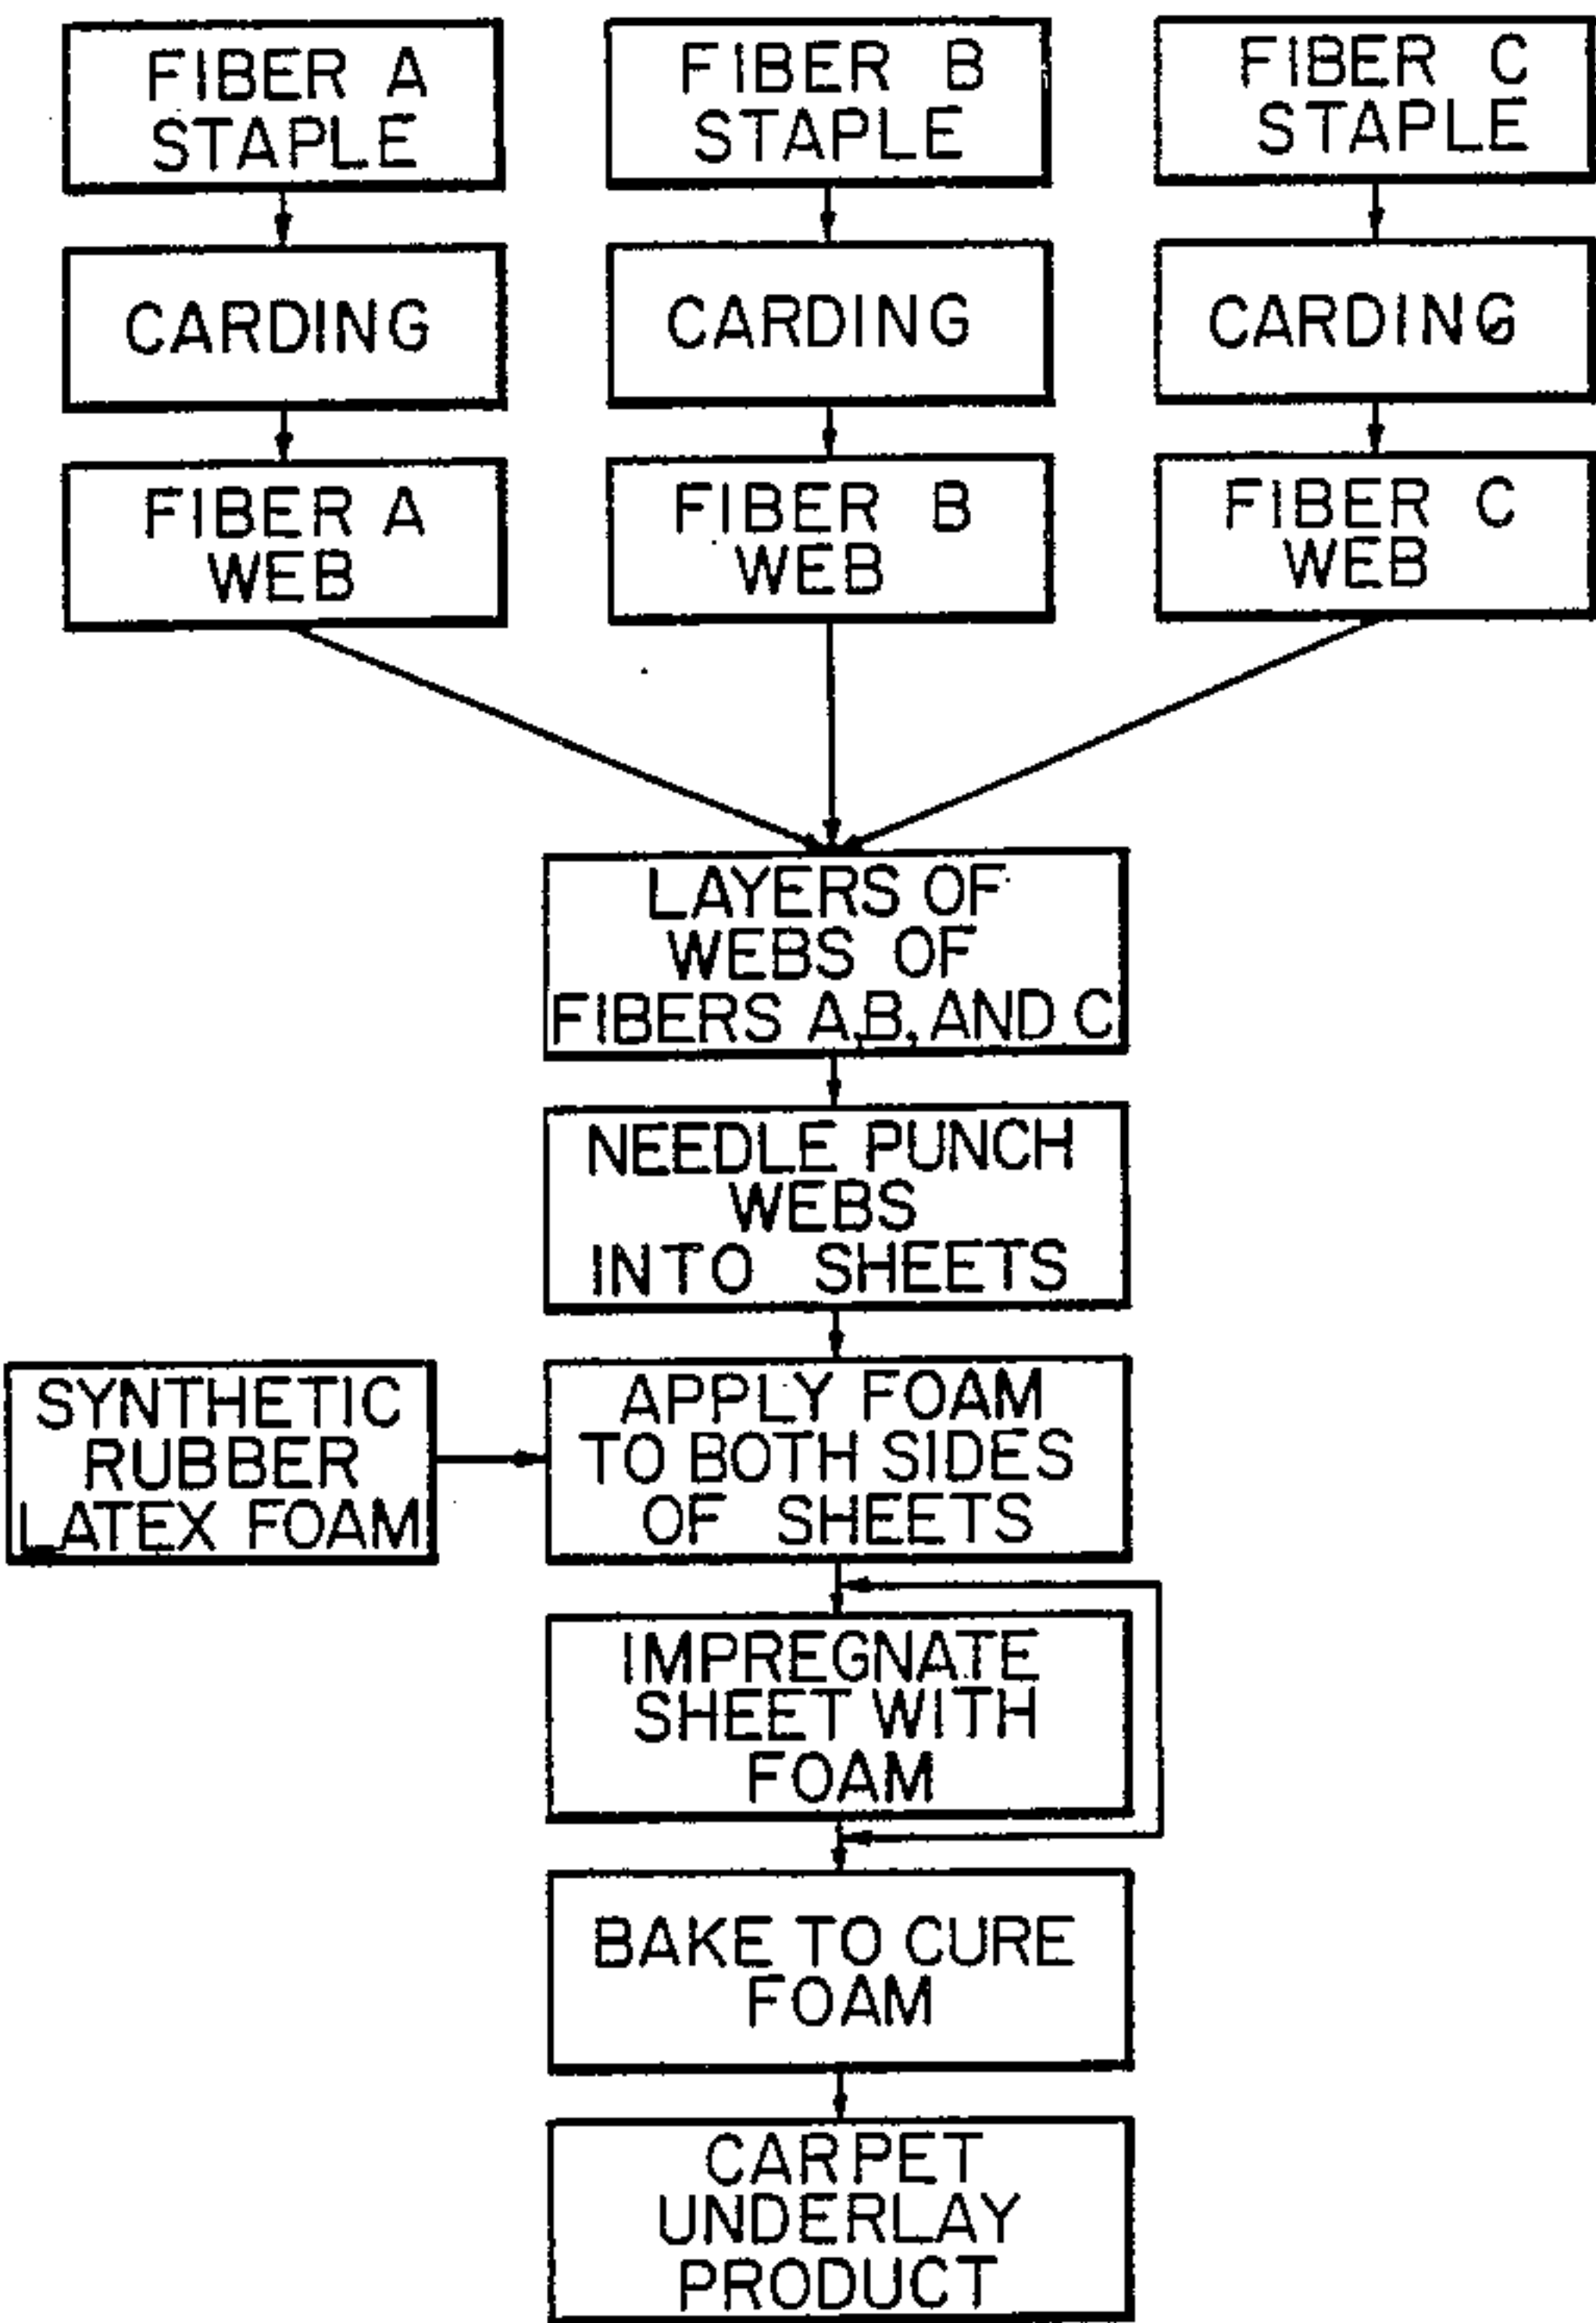 FIBER A
STAPLE
FIBER B
STAPLE
FIBER C
STAPLE
CARDING
CARDING
CARDING
FIBER A
WEB
FIBER B
WEB
FIBER C
WEB
LAYERS OF
WEBS OF
FIBERS A,B, AND C
NEEDLE PUNCH
WEBS
INTO SHEETS
SYNTHETIC
RUBBER
LATEX FOAM
APPLY FOAM
TO BOTH SIDES
OF SHEETS
IMPREGNATE
SHEET WITH
FOAM
BAKE TO CURE
FOAM
CARPET
UNDERLAY
PRODUCT